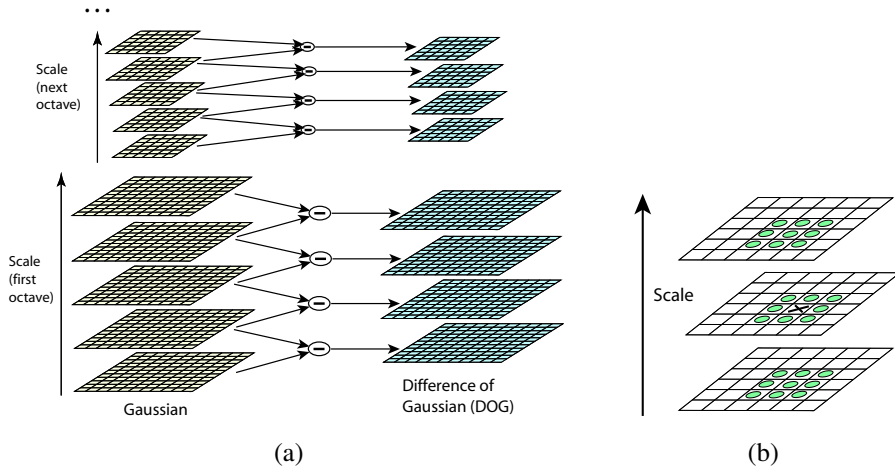 ...
Scale
(next
octave)
Scale
(first
octave)
Gaussian
Difference of
Gaussian (DOG)
Scale
(a)
(b)